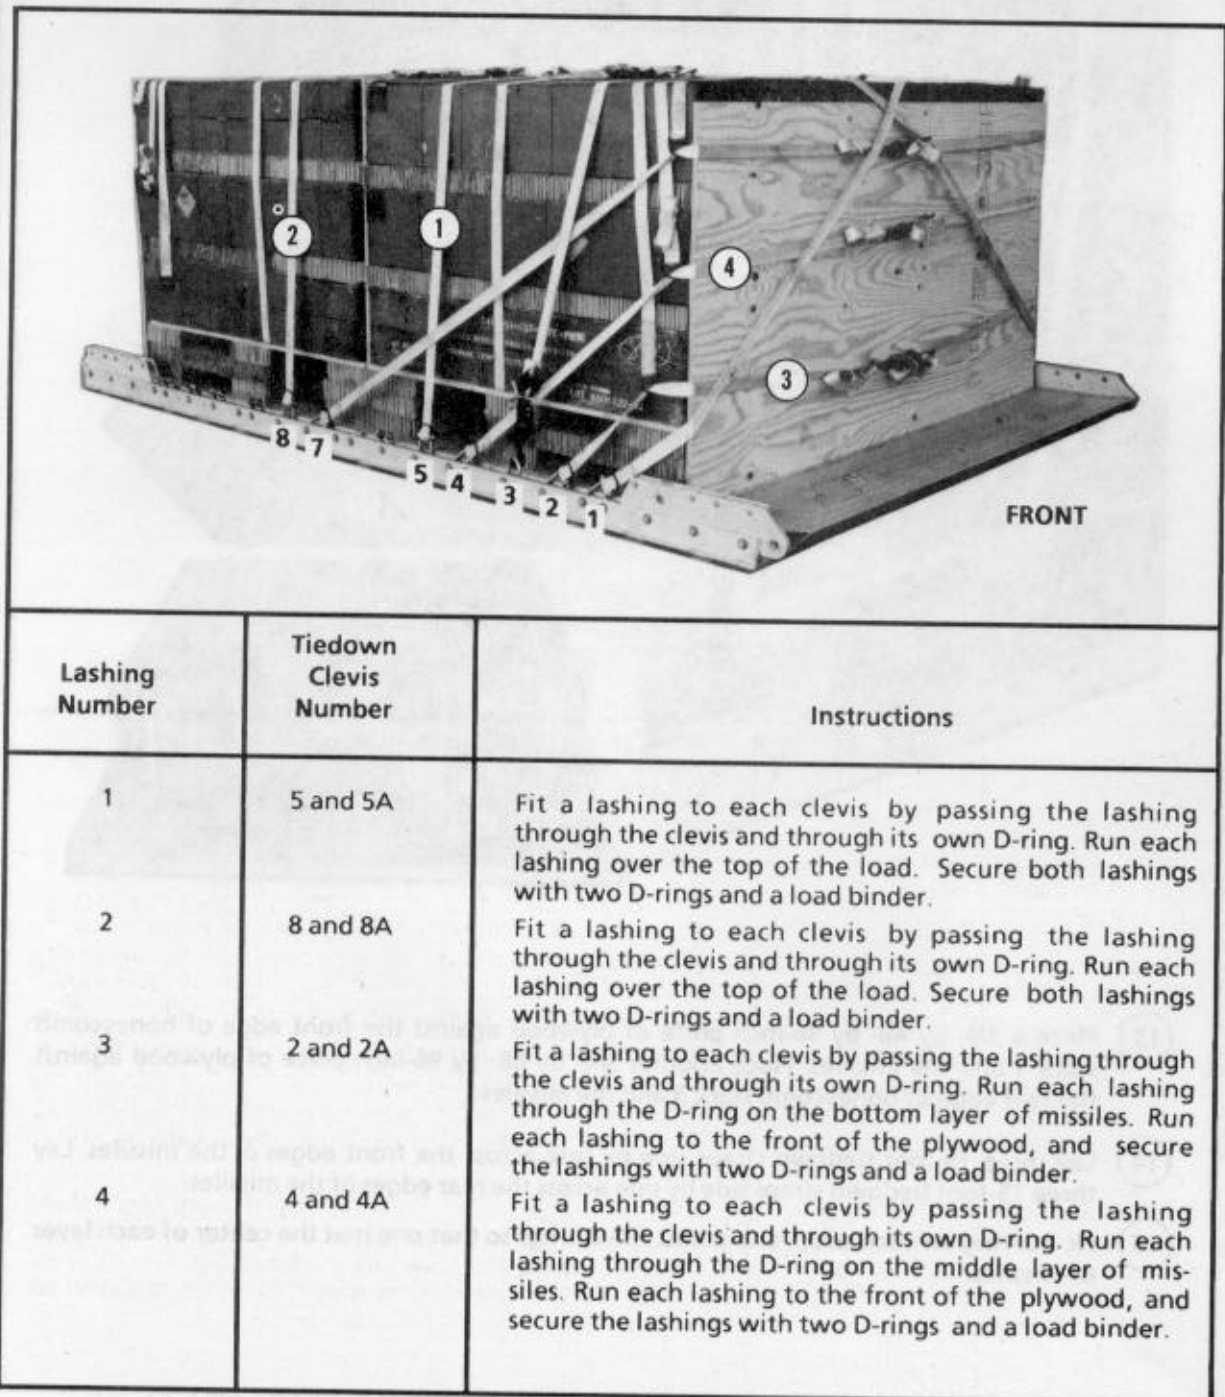 2
1
4
3
8
7
5
4
3
2
1
FRONT
Lashing Number
Tiedown Clevis Number
Instructions
1
5 and 5A
Fit a lashing to each clevis by passing the lashing
through the clevis and through its own D-ring. Run each
lashing over the top of the load. Secure both lashings
with two D-rings and a load binder.
2
8 and 8A
Fit a lashing to each clevis by passing the lashing
through the clevis and through its own D-ring. Run each
lashing over the top of the load. Secure both lashings
with two D-rings and a load binder.
3
2 and 2A
Fit a lashing to each clevis by passing the lashing through
the clevis and through its own D-ring. Run each lashing
through the D-ring on the bottom layer of missiles. Run
each lashing to the front of the plywood, and secure
the lashings with two D-rings and a load binder.
4
4 and 4A
Fit a lashing to each clevis by passing the lashing
through the clevis and through its own D-ring. Run each
lashing through the D-ring on the middle layer of mis-
siles. Run each lashing to the front of the plywood, and
secure the lashings with two D-rings and a load binder.